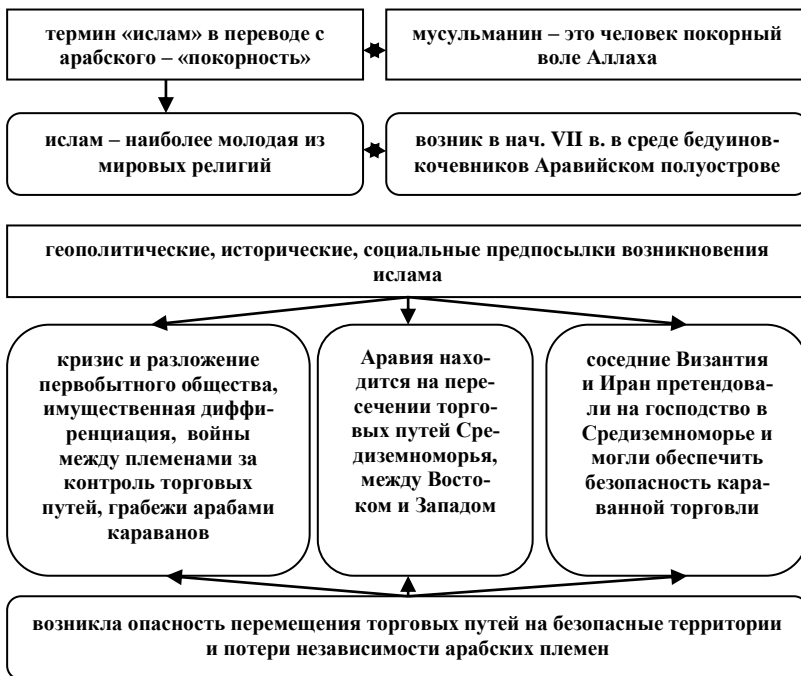 термин «ислам» в переводе с
арабского – «покорность»
мусульманин – это человек покорный
воле Аллаха
ислам – наиболее молодая из
мировых религий
возник в нач. VII в. в среде бедуинов-
кочевников Аравийском полуострове
геополитические, исторические, социальные предпосылки возникновения
ислама
кризис и разложение
первобытного общества,
имущественная диффи-
ренциация, войны
между племенами за
контроль торговых
путей, грабежи арабами
караванов
Аравия нахо-
дится на пере-
сечении торго-
вых путей Сре-
диземноморья,
между Восто-
ком и Западом
соседние Византия
и Иран претендова-
ли на господство в
Средиземноморье и
могли обеспечить
безопасность кара-
ванной торговли
возникла опасность перемещения торговых путей на безопасные территории
и потери независимости арабских племен